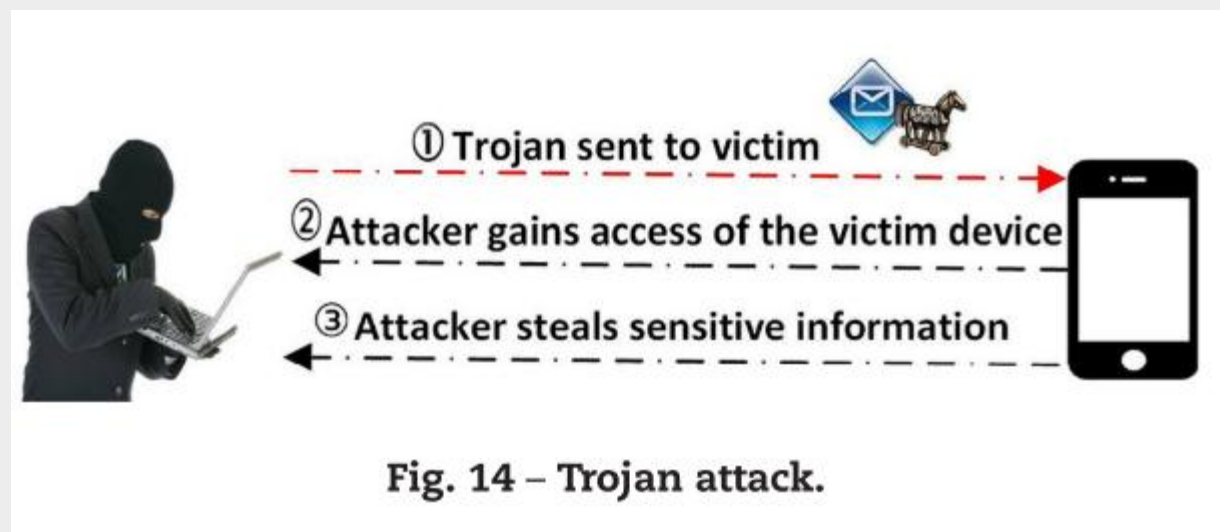 ① Trojan sent to victim
② Attacker gains access of the victim device
③ Attacker steals sensitive information
Fig. 14 – Trojan attack.